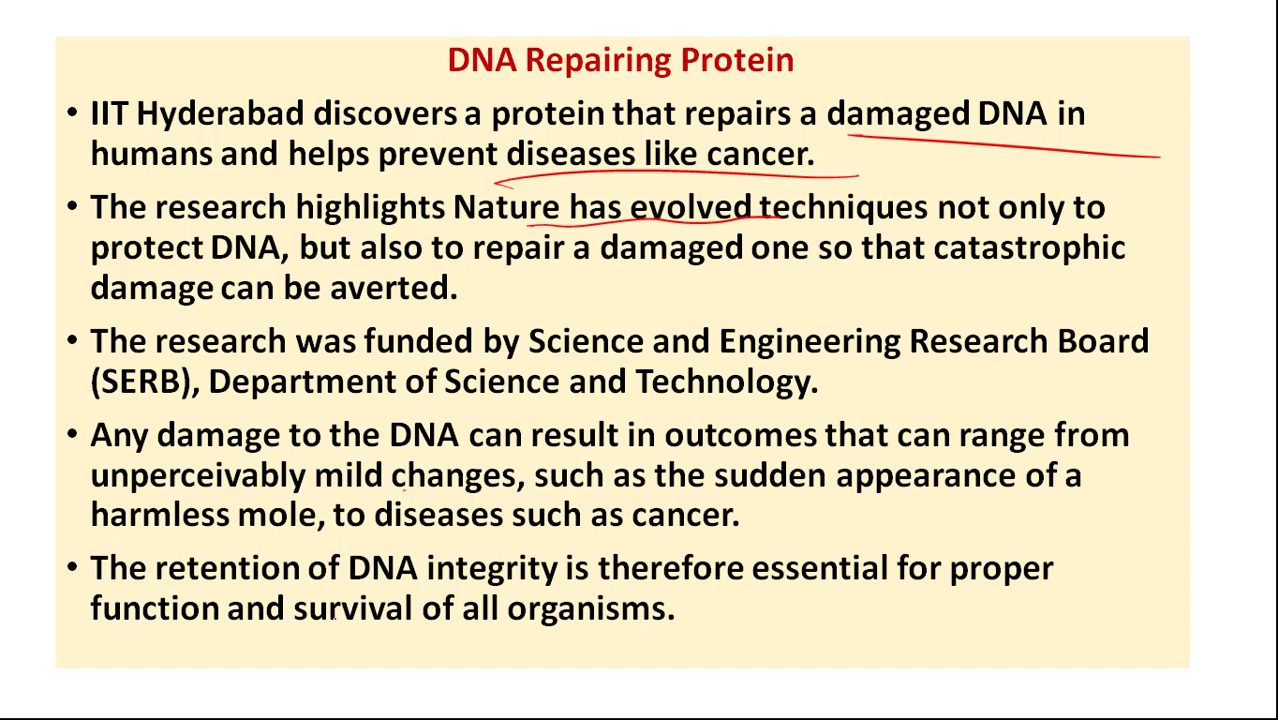 DNA Repairing Protein
• IIT Hyderabad discovers a protein that repairs a damaged DNA in
humans and helps prevent diseases like cancer.
• The research highlights Nature has evolved techniques not only to
protect DNA, but also to repair a damaged one so that catastrophic
damage can be averted.
• The research was funded by Science and Engineering Research Board
(SERB), Department of Science and Technology.
• Any damage to the DNA can result in outcomes that can range from
unperceivably mild changes, such as the sudden appearance of a
harmless mole, to diseases such as cancer.
• The retention of DNA integrity is therefore essential for proper
function and survival of all organisms.